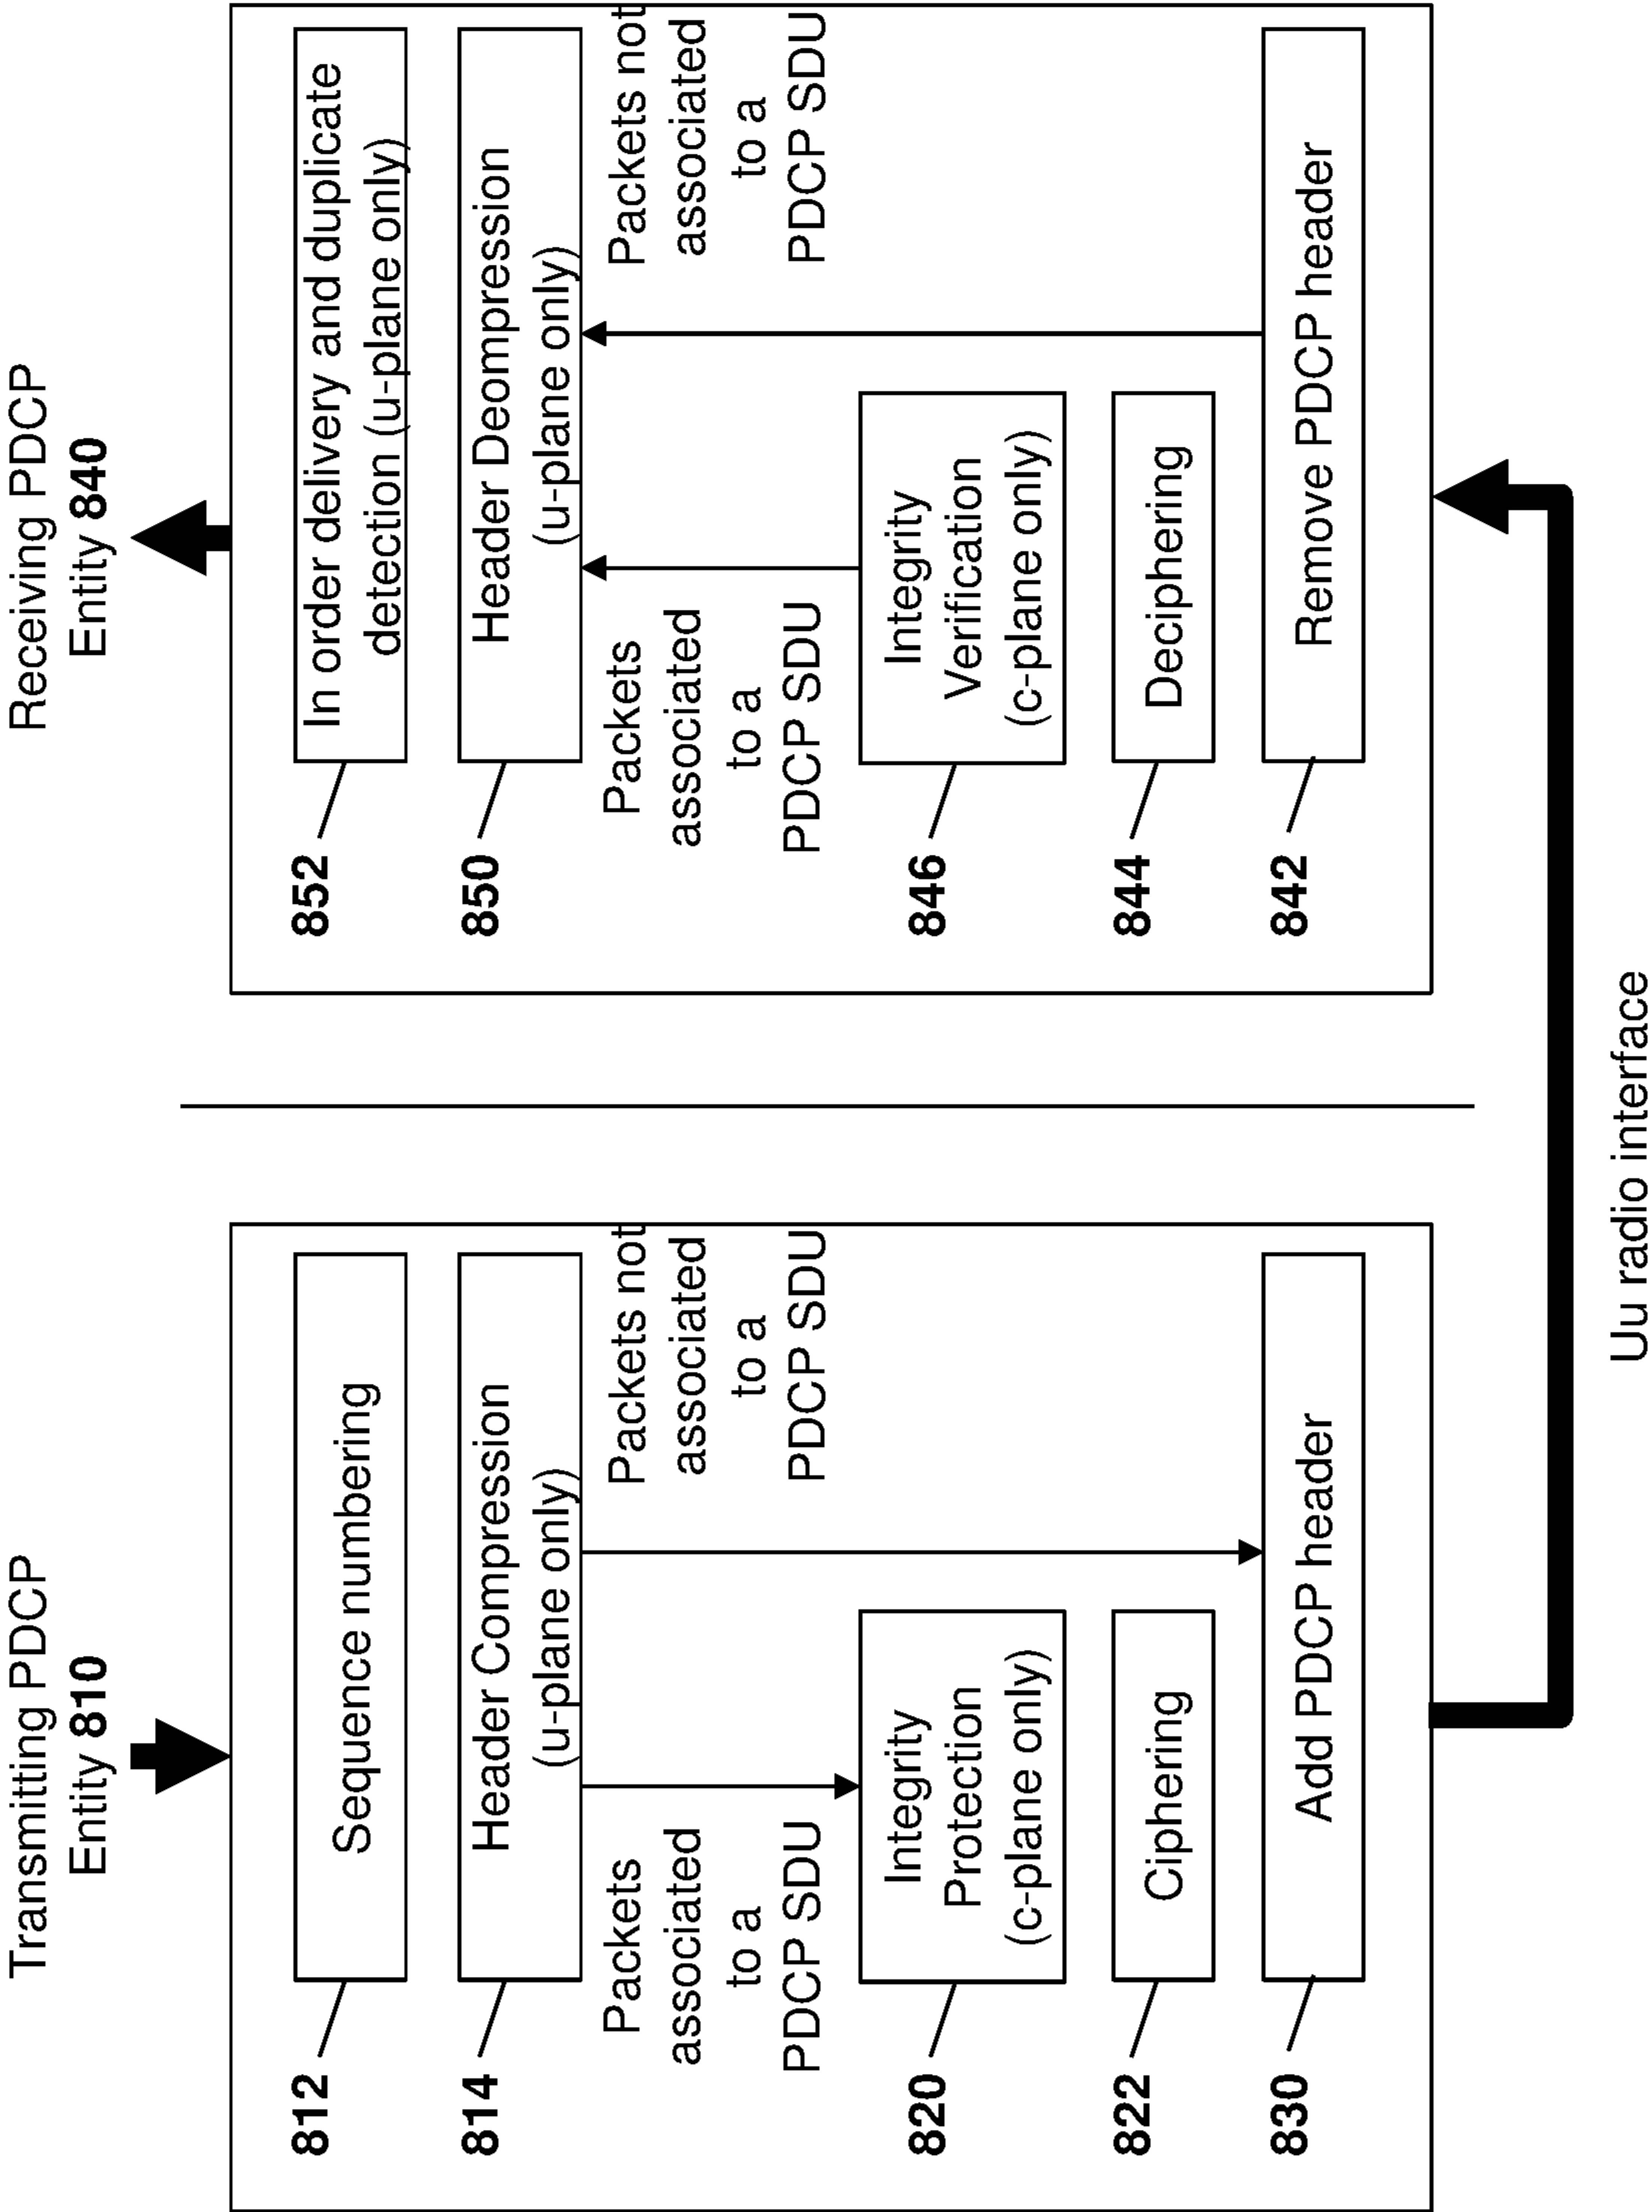 Transmitting PDCP
Entity 810
812
Sequence numbering
814
Header Compression
(u-plane only)
Packets
associated
to a
PDCP SDU
Packets not
associated
to a
PDCP SDU
820
Integrity
Protection
(c-plane only)
822
Ciphering
830
Add PDCP header
Receiving PDCP
Entity 840
852
In order delivery and duplicate
detection (u-plane only)
850
Header Deompression
(u-plane only)
Packets
associated
to a
PDCP SDU
Packets not
associated
to a
PDCP SDU
846
Integrity
Verification
(c-plane only)
844
Deciphering
842
Remove PDCP header
Uu radio interface